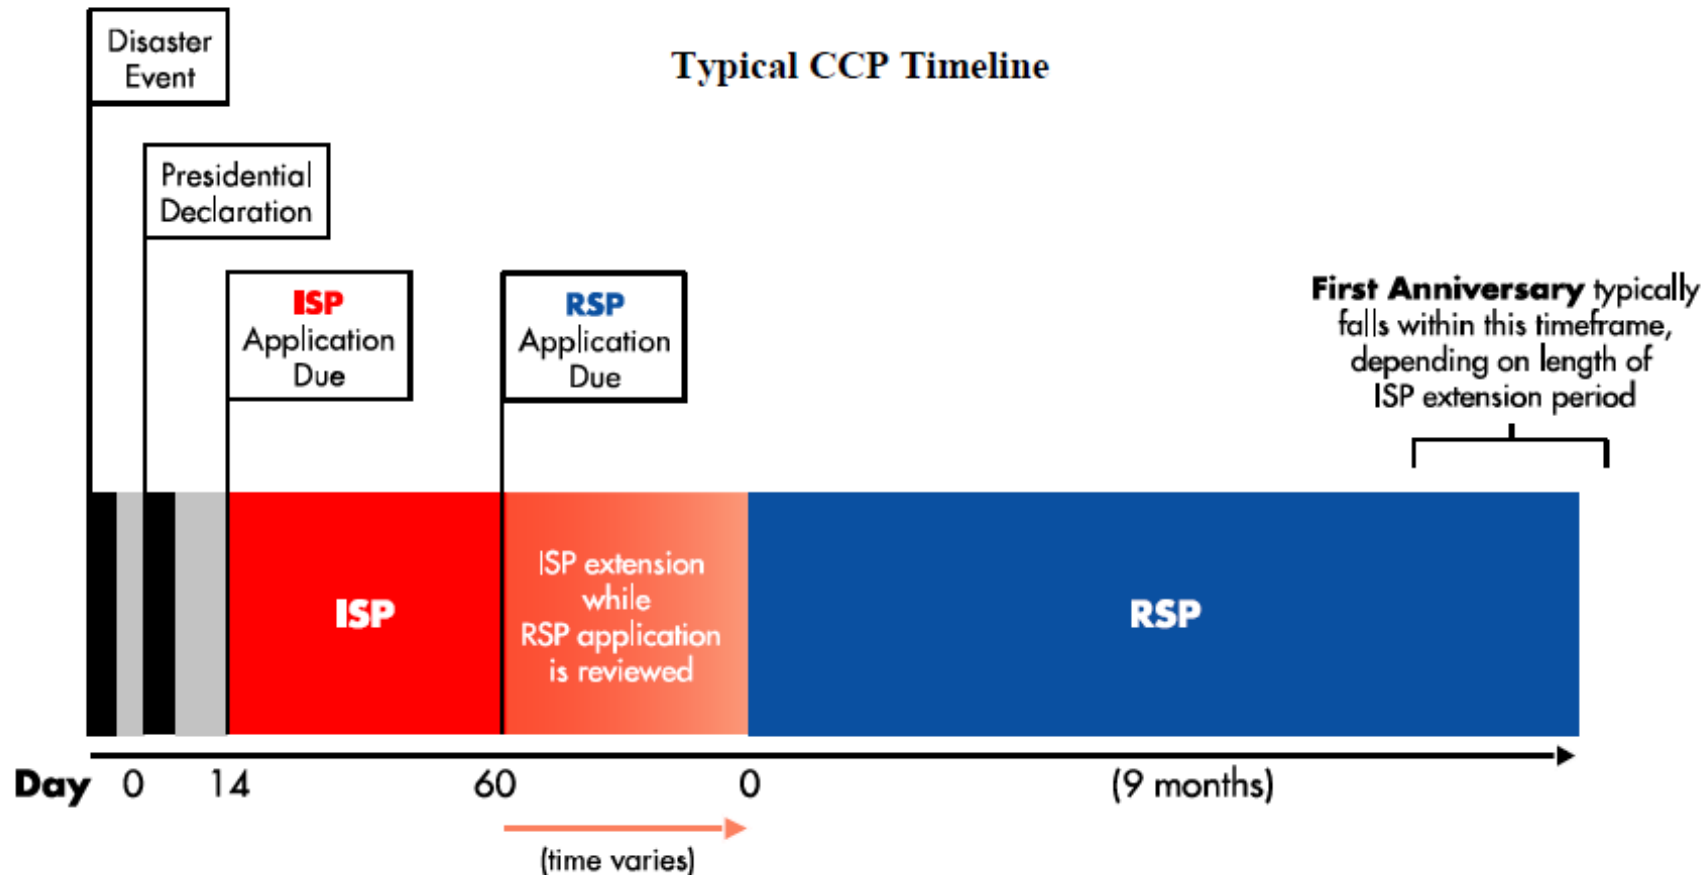 Disaster
Event
Typical CCP Timeline
Presidential
Declaration
ISP
Application
Due
RSP
Application
Due
First Anniversary typically
falls within this timeframe,
depending on length of
ISP extension period
ISP
ISP extension
while
RSP application
is reviewed
RSP
Day 0 14 60 0 (9 months)
(time varies)